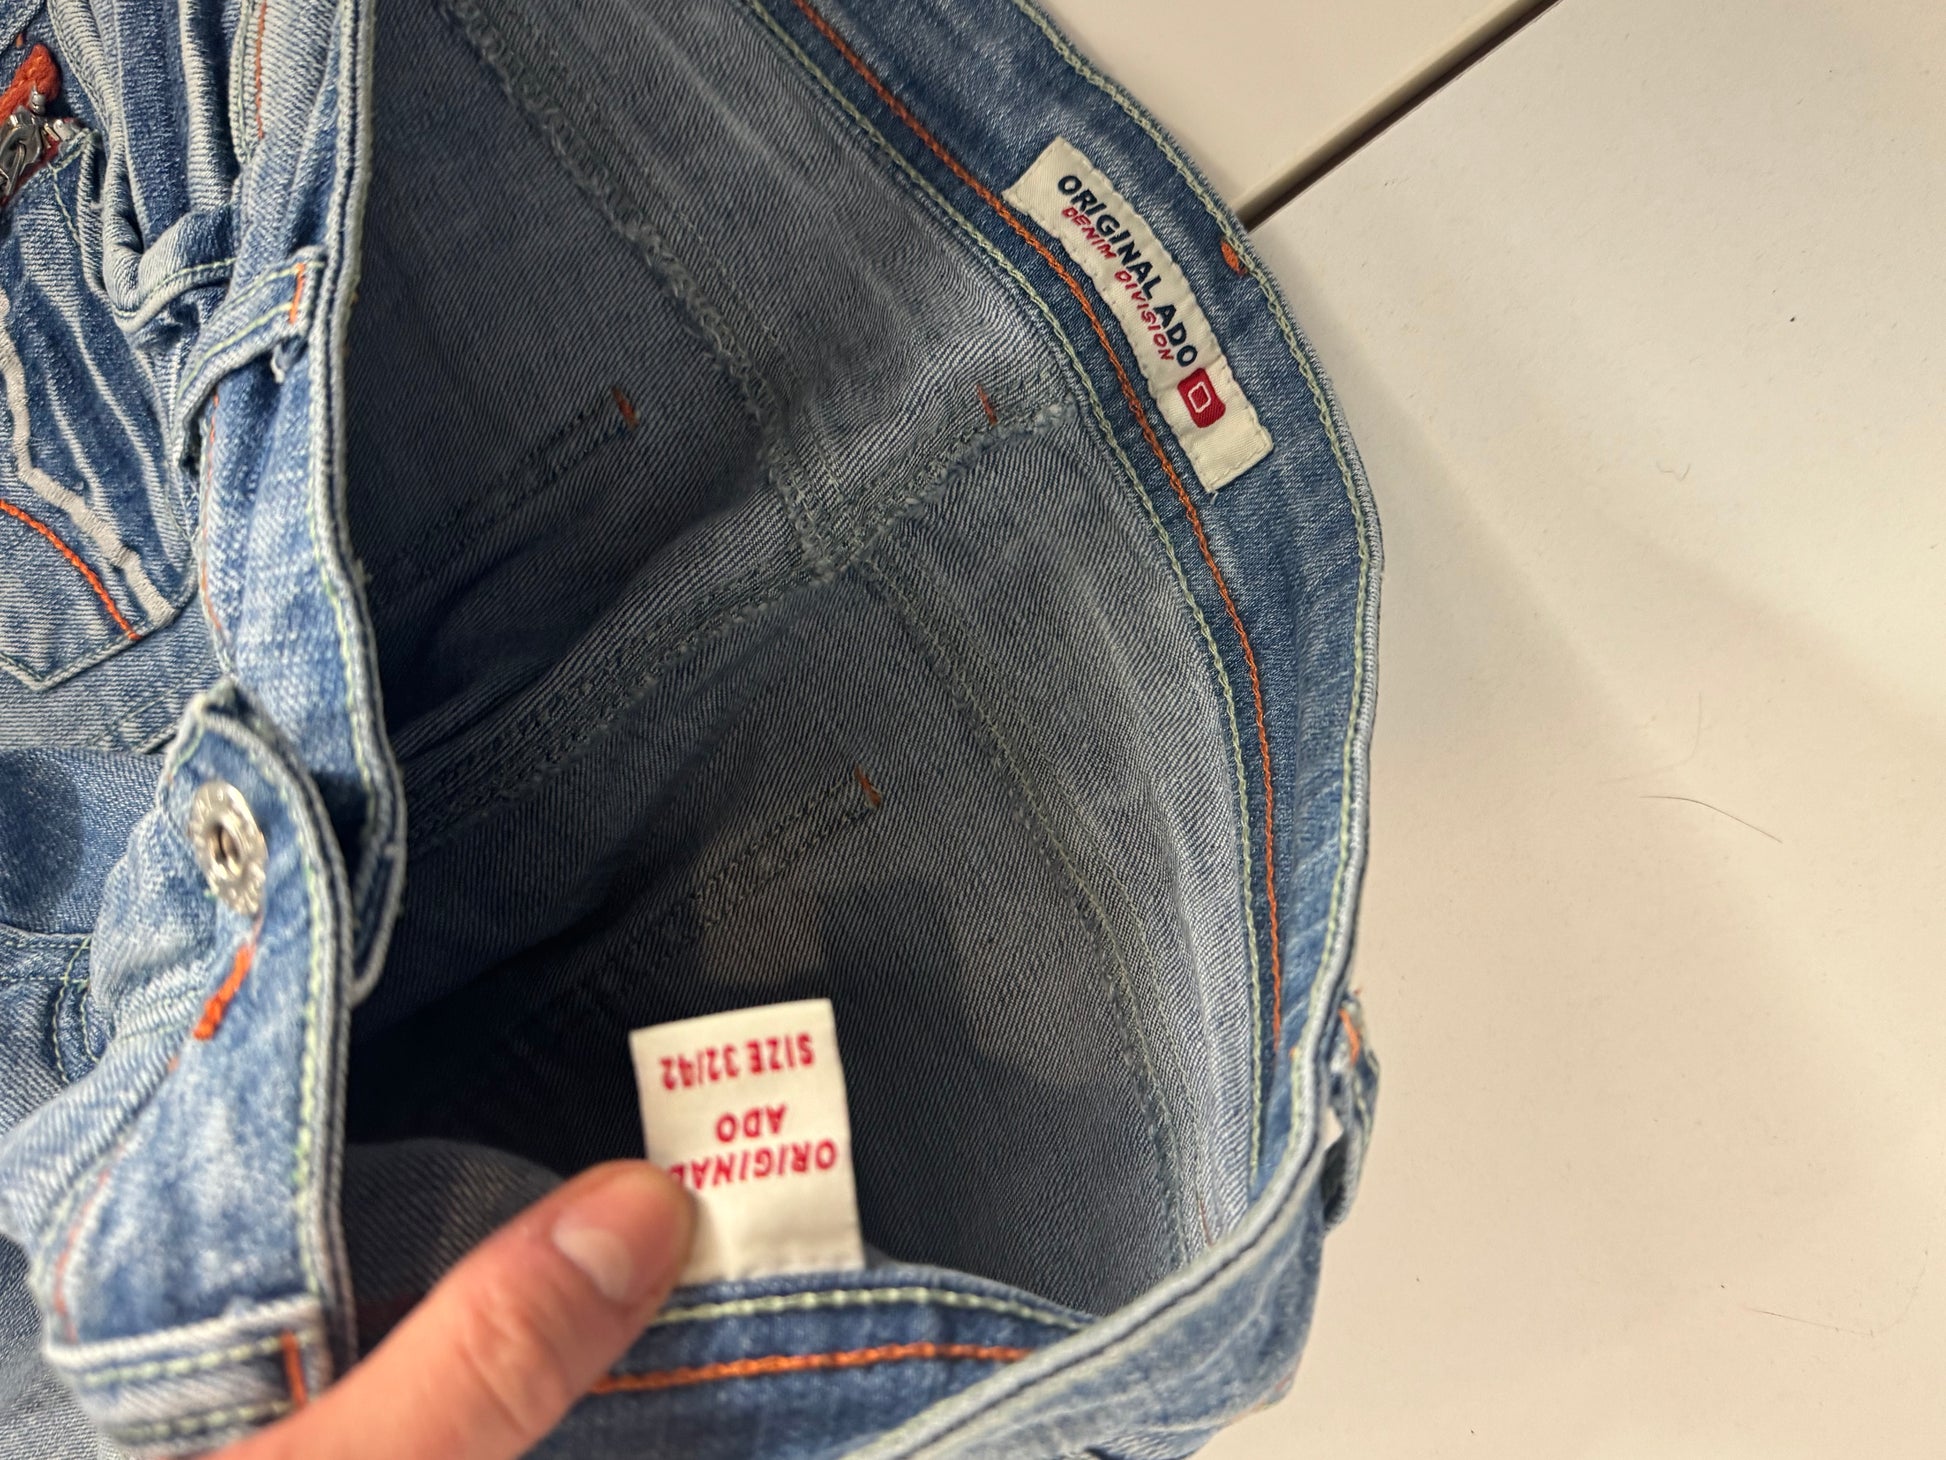 ORIGINAL ADO
DENIM DIVISION
ORIGINAL
ADO
SIZE 32/42